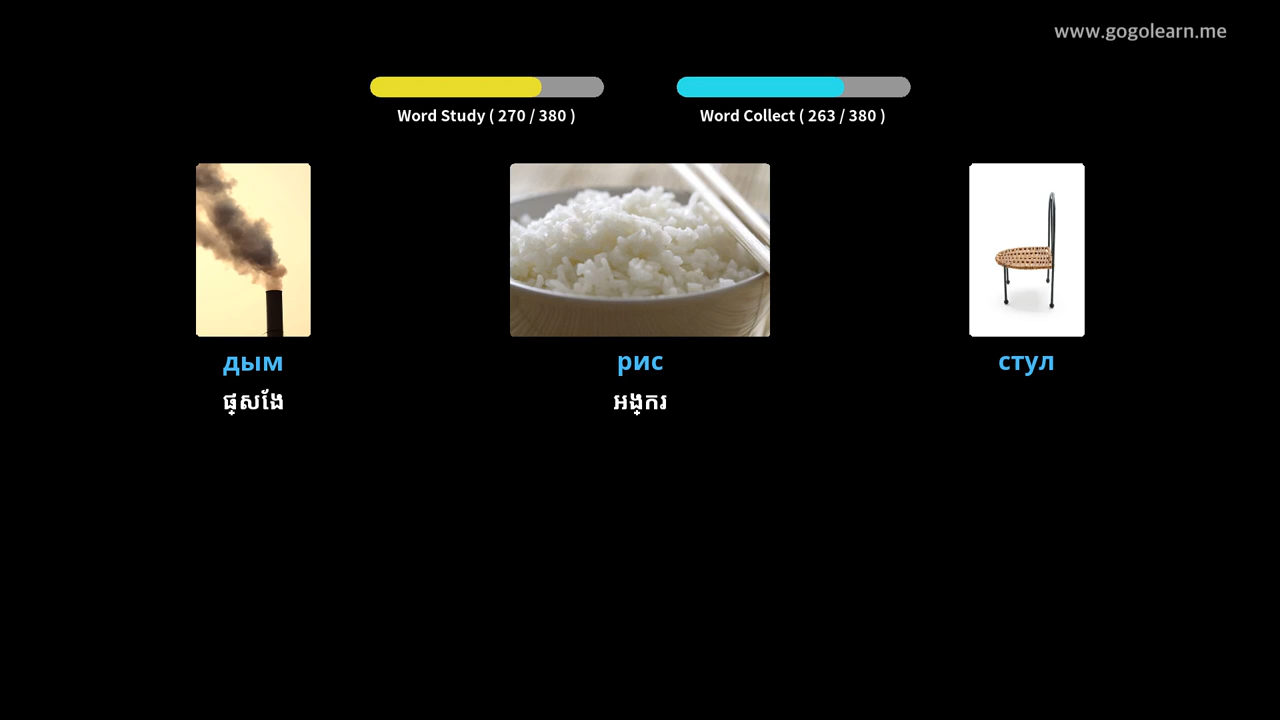 www.gogolearn.me
Word Study ( 270 / 380 )
Word Collect ( 263 / 380 )
дым
рис
стул
ផ្សែង
អង្ករ